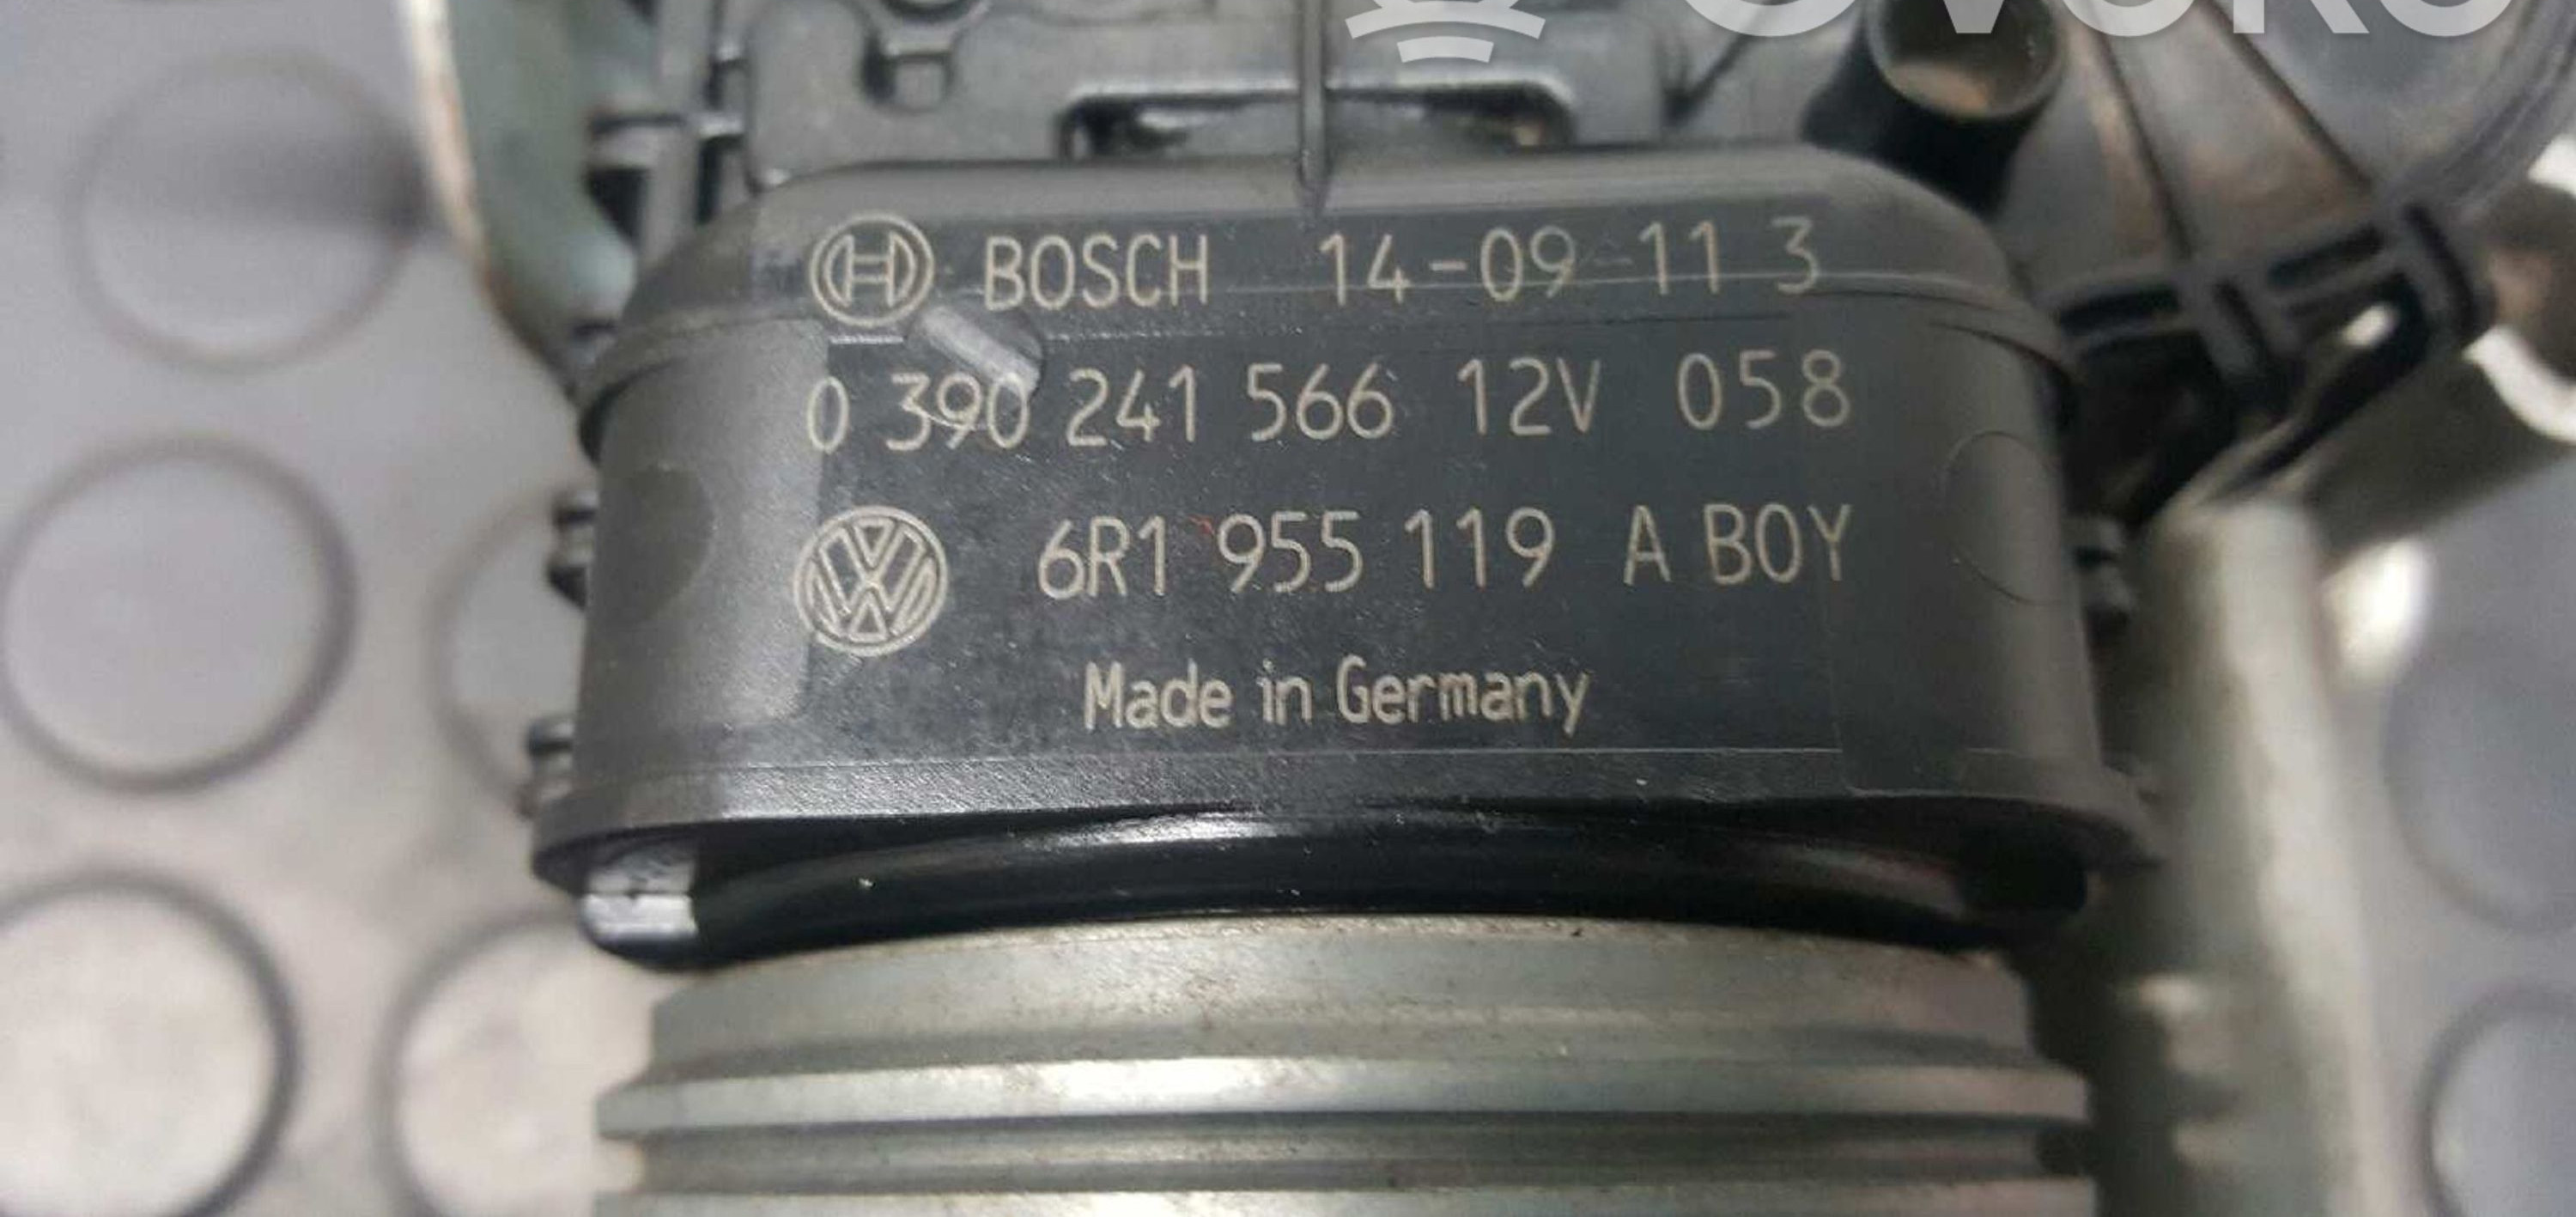 BOSCH 14-09-11 3
0 390 241 566 12V 058
6R1 955 119 A BOY
Made in Germany